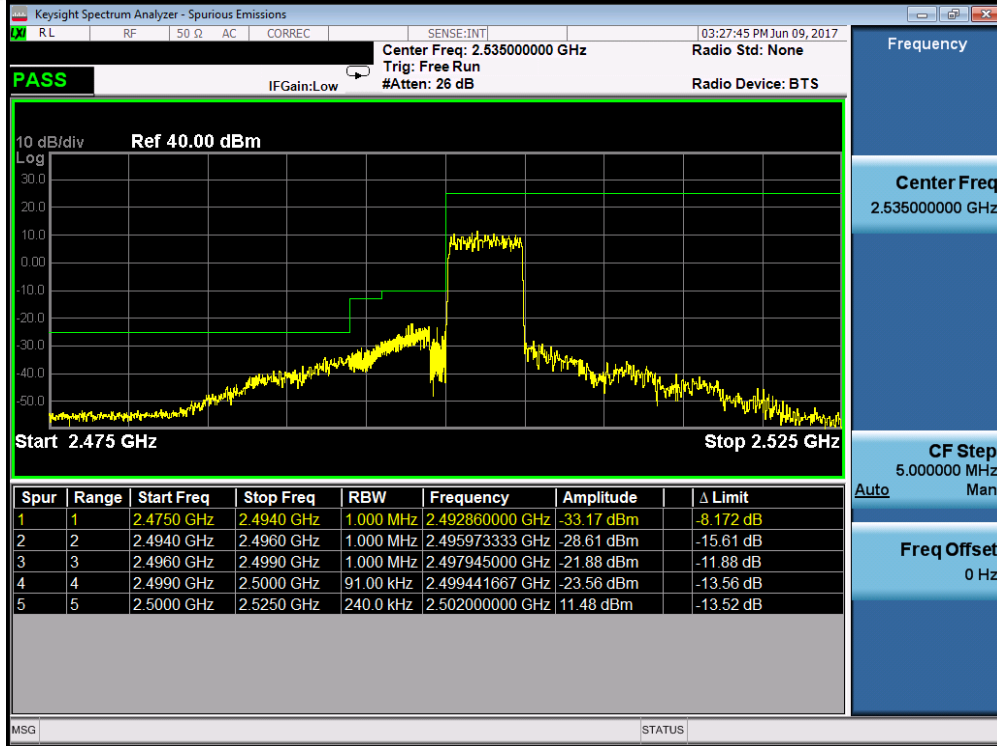 Keysight Spectrum Analyzer - Spurious Emissions
LXI RL RF 50 Ω AC CORREC SENSE:INT 03:27:45 PM Jun 09, 2017
Center Freq: 2.535000000 GHz Radio Std: None
Trig: Free Run
PASS IFGain:Low #Atten: 26 dB Radio Device: BTS
10 dB/div Ref 40.00 dBm
Log
30.0
20.0
10.0
0.00
-10.0
-20.0
-30.0
-40.0
-50.0
Start 2.475 GHz Stop 2.525 GHz
Spur Range Start Freq Stop Freq RBW Frequency Amplitude Δ Limit
1 1 2.4750 GHz 2.4940 GHz 1.000 MHz 2.492860000 GHz -33.17 dBm -8.172 dB
2 2 2.4940 GHz 2.4960 GHz 1.000 MHz 2.495973333 GHz -28.61 dBm -15.61 dB
3 3 2.4960 GHz 2.4990 GHz 1.000 MHz 2.497945000 GHz -21.88 dBm -11.88 dB
4 4 2.4990 GHz 2.5000 GHz 91.00 kHz 2.499441667 GHz -23.56 dBm -13.56 dB
5 5 2.5000 GHz 2.5250 GHz 240.0 kHz 2.502000000 GHz 11.48 dBm -13.52 dB
MSG STATUS
Frequency
Center Freq
2.535000000 GHz
CF Step
5.000000 MHz
Auto Man
Freq Offset
0 Hz